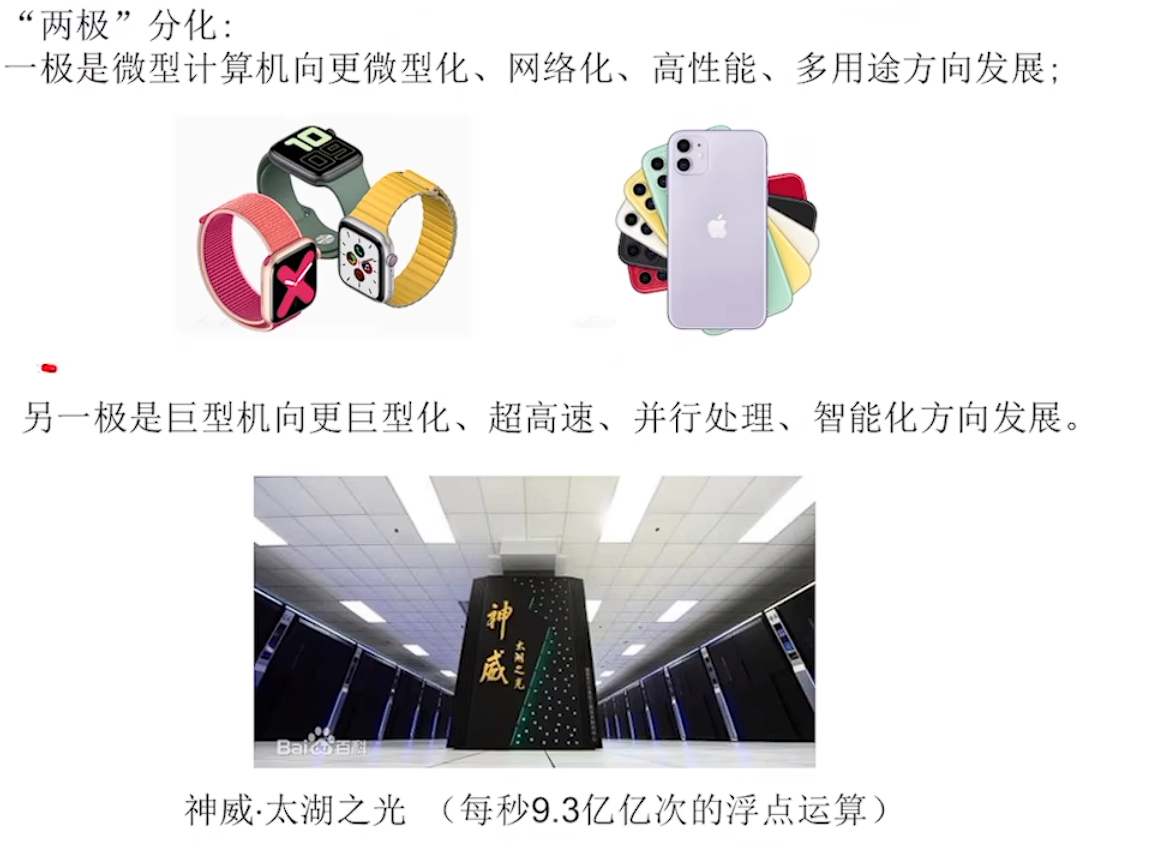 “两极”分化：
一极是微型计算机向更微型化、网络化、高性能、多用途方向发展；
10
09
另一极是巨型机向更巨型化、超高速、并行处理、智能化方向发展。
神威
太湖之光
Bai百科
神威·太湖之光 （每秒9.3亿亿次的浮点运算）